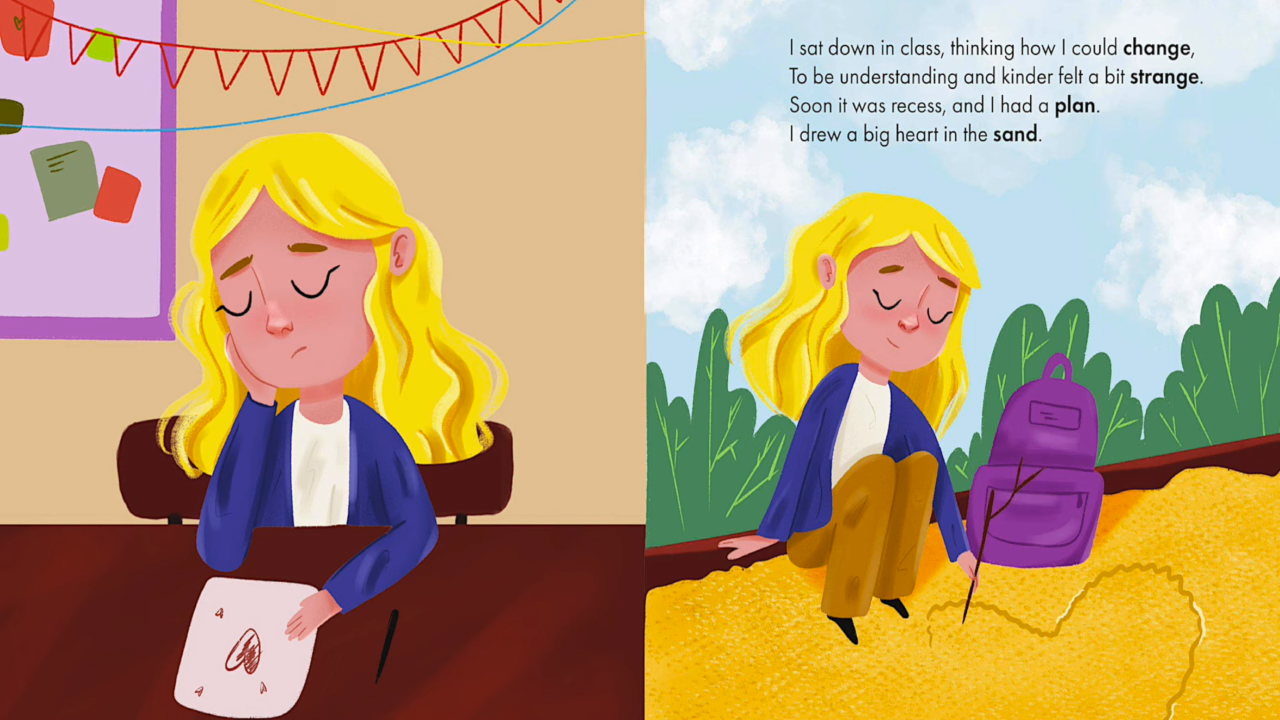 I sat down in class, thinking how I could change,
To be understanding and kinder felt a bit strange.
Soon it was recess, and I had a plan.
I drew a big heart in the sand.